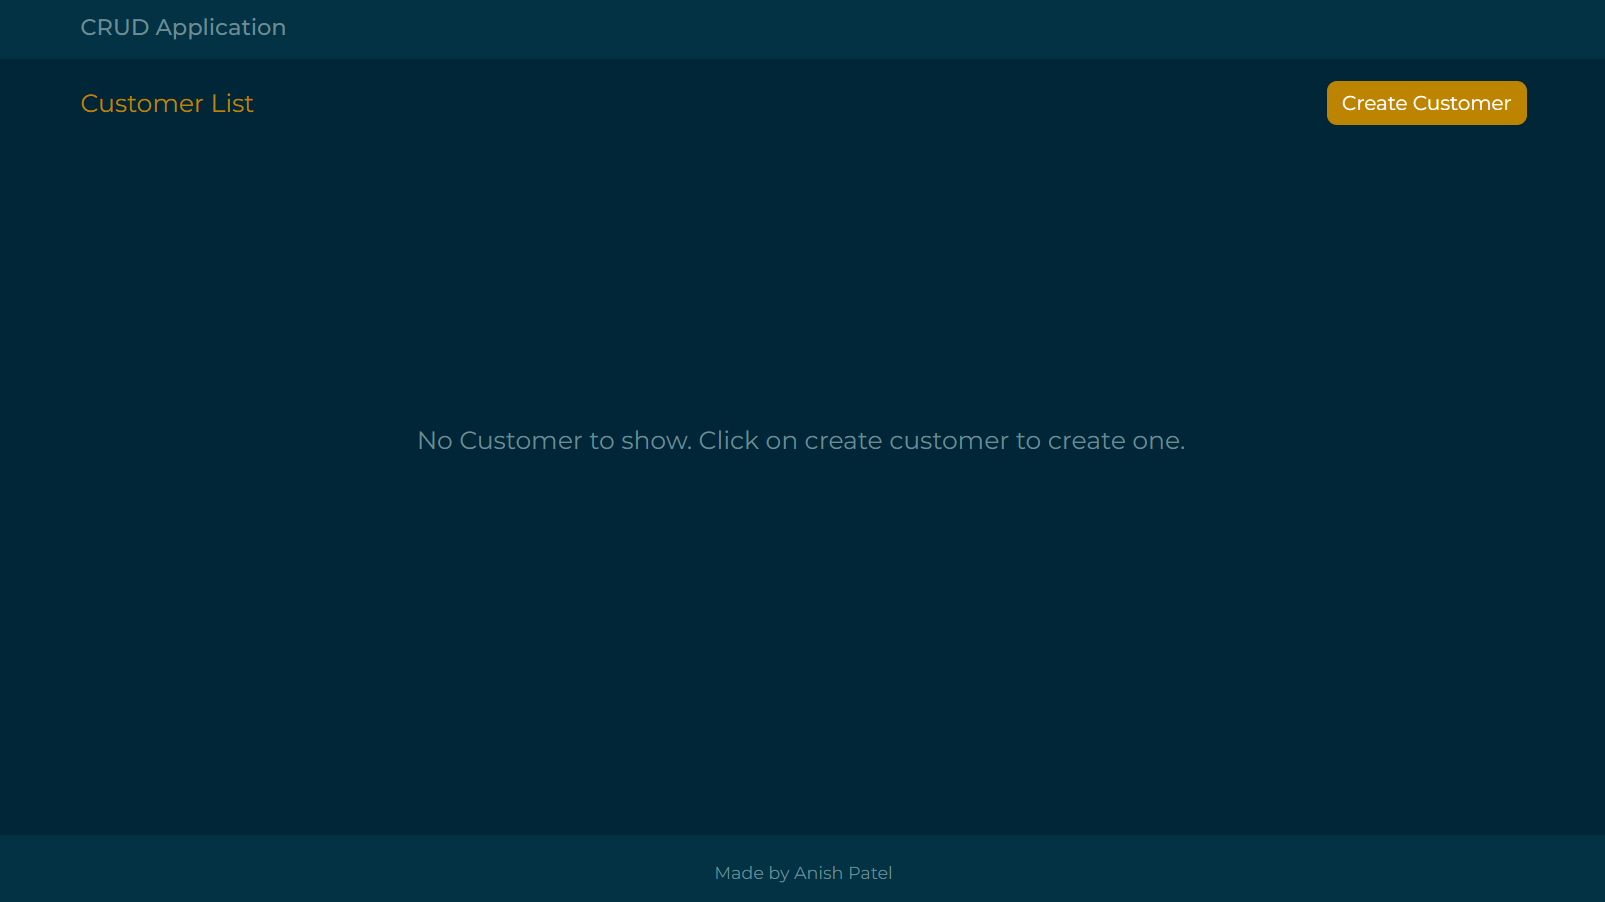 CRUD Application
Customer List
Create Customer
No Customer to show. Click on create customer to create one.
Made by Anish Patel